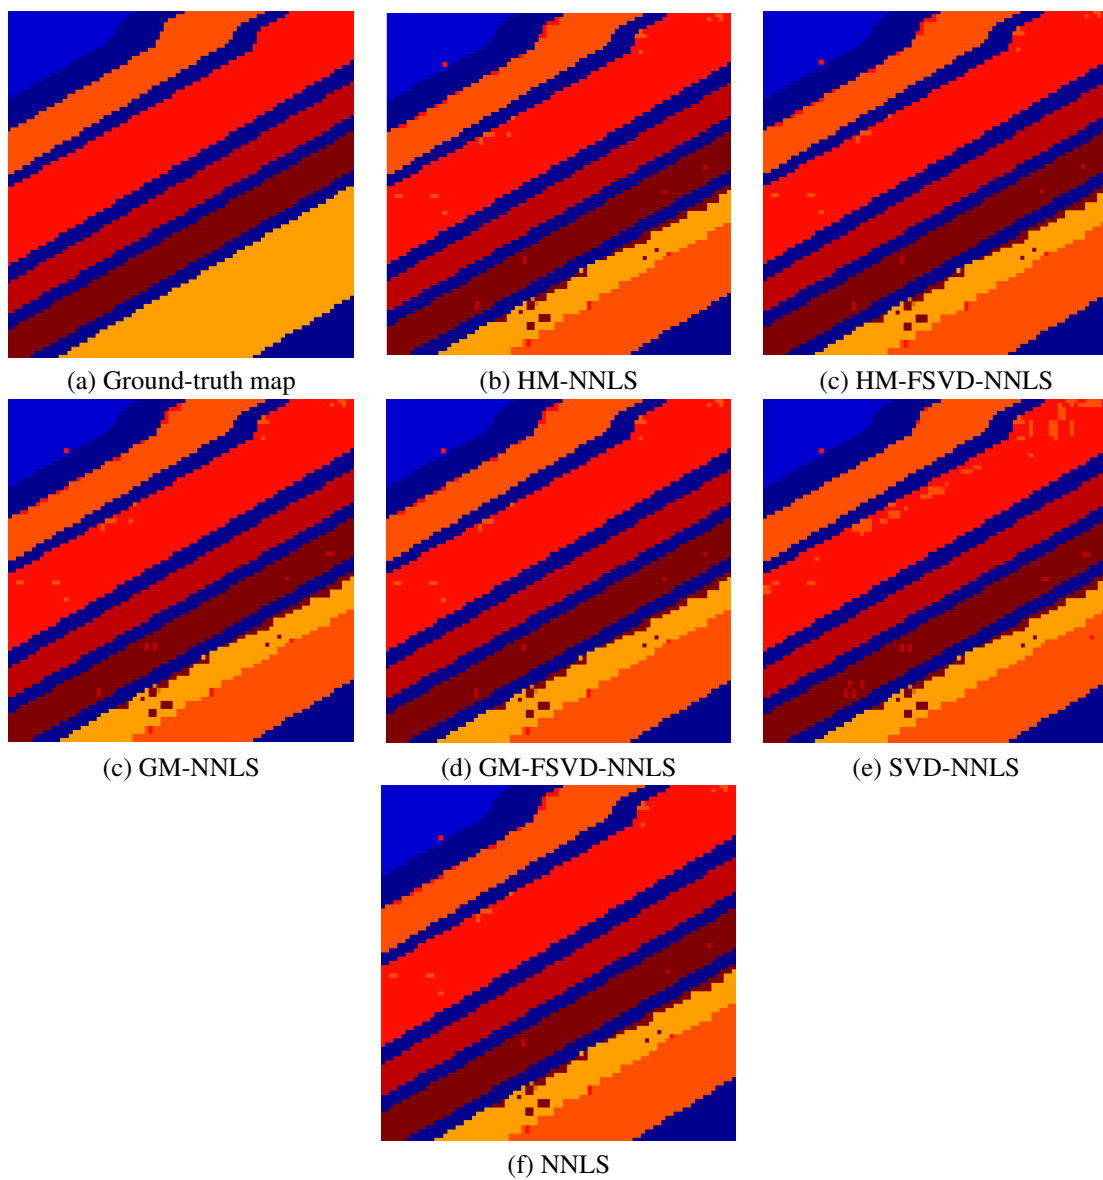 (a) Ground-truth map
(b) HM-NNLS
(c) HM-FSVD-NNLS
(c) GM-NNLS
(d) GM-FSVD-NNLS
(e) SVD-NNLS
(f) NNLS